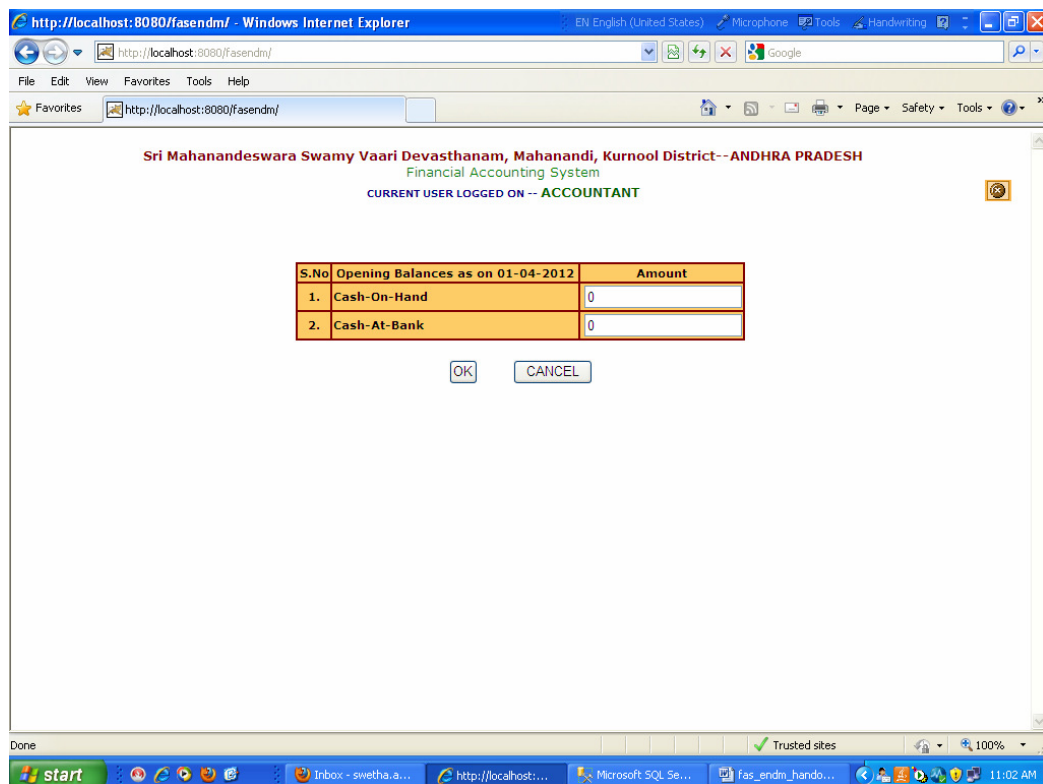 http://localhost:8080/fasendm/ - Windows Internet Explorer
EN English (United States) Microphone Tools Handwriting
http://localhost:8080/fasendm/
Google
File Edit View Favorites Tools Help
Favorites http://localhost:8080/fasendm/ Page Safety Tools
Sri Mahanandeswara Swamy Vaari Devasthanam, Mahanandi, Kurnool District--ANDHRA PRADESH
Financial Accounting System
CURRENT USER LOGGED ON -- ACCOUNTANT
S.No Opening Balances as on 01-04-2012 Amount
1. Cash-On-Hand 0
2. Cash-At-Bank 0
OK CANCEL
Done Trusted sites 100%
start Inbox - swetha.a... http://localhost:... Microsoft SQL Se... fas_endm_hando... 11:02 AM